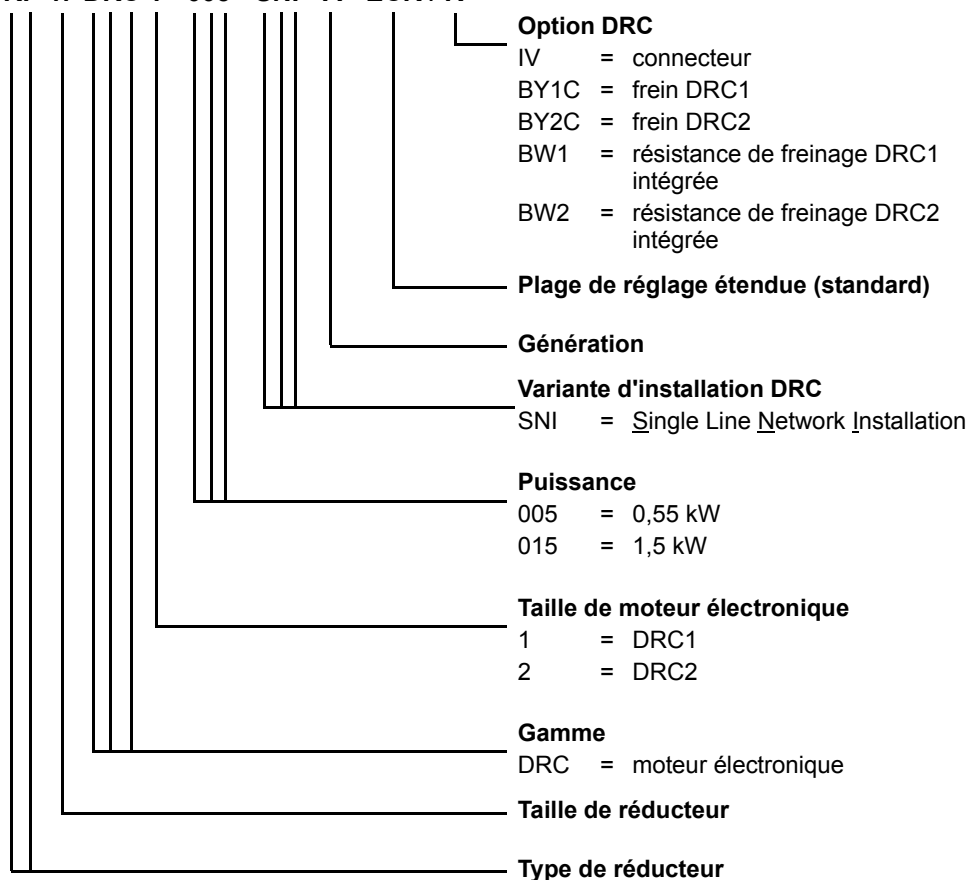 Option DRC
IV = connecteur
BY1C = frein DRC1
BY2C = frein DRC2
BW1 = résistance de freinage DRC1
intégrée
BW2 = résistance de freinage DRC2
intégrée
Plage de réglage étendue (standard)
Génération
Variante d'installation DRC
SNI = Single Line Network Installation
Puissance
005 = 0,55 kW
015 = 1,5 kW
Taille de moteur électronique
1 = DRC1
2 = DRC2
Gamme
DRC = moteur électronique
Taille de réducteur
Type de réducteur